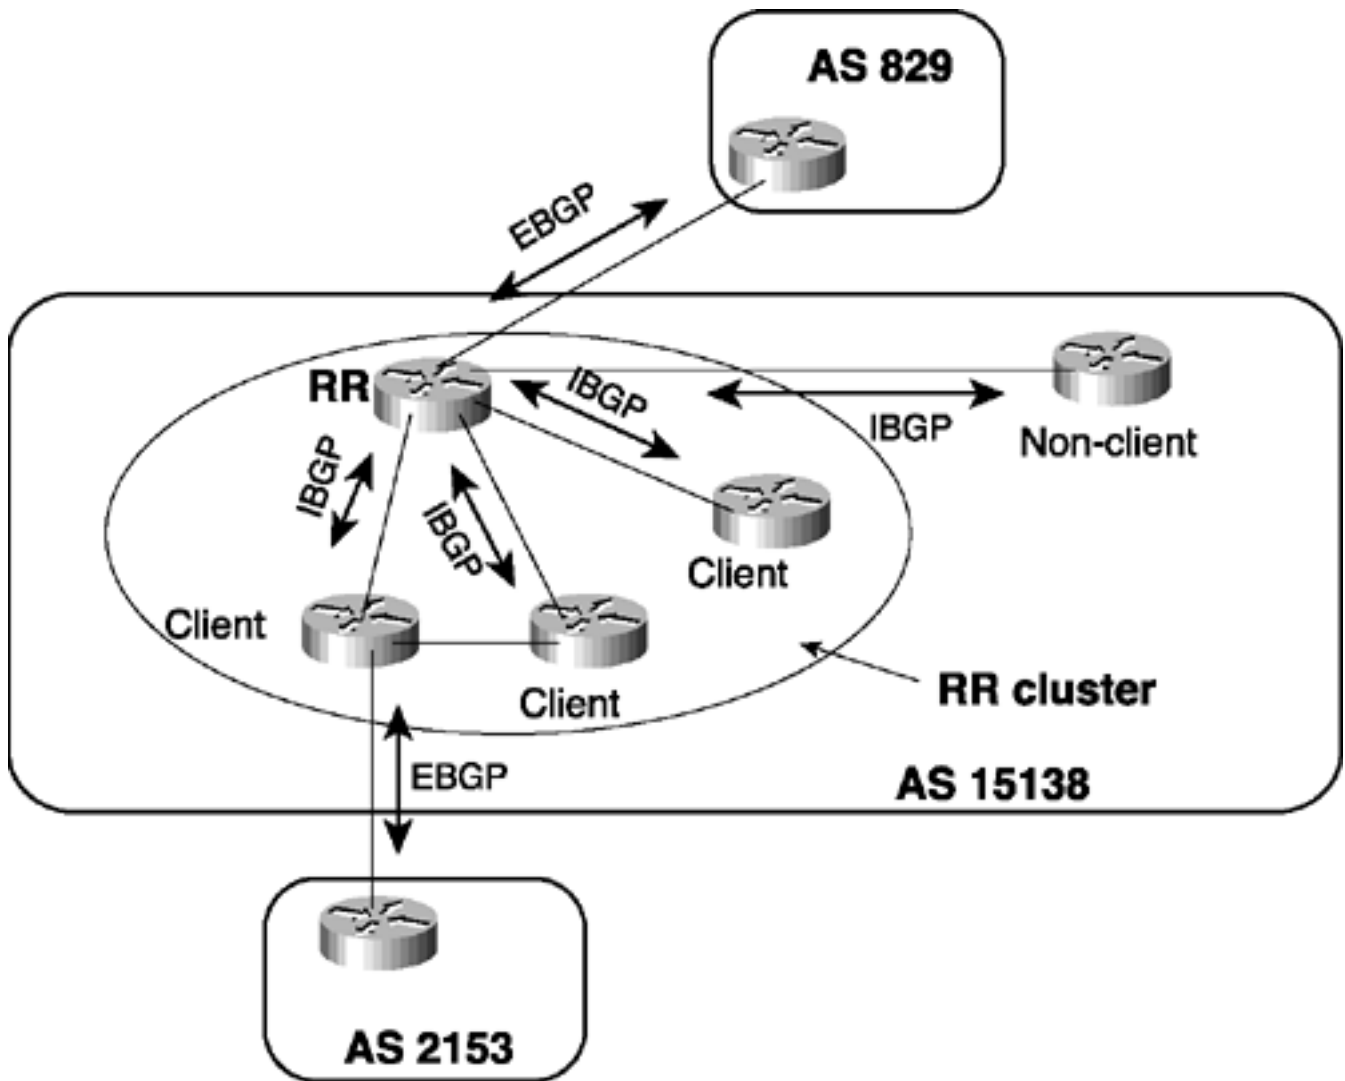 AS 829
EBGP
RR
IBGP
IBGP
Non-client
IBGP
IBGP
Client
Client
Client
RR cluster
EBGP
AS 15138
AS 2153